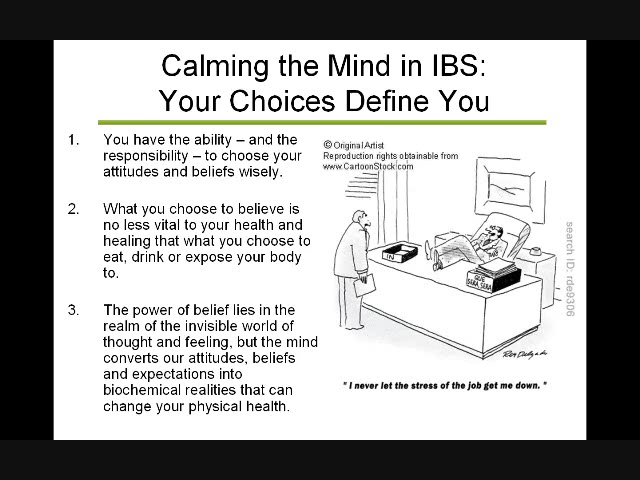 Calming the Mind in IBS:
Your Choices Define You
1. You have the ability – and the
responsibility – to choose your
attitudes and beliefs wisely.
2. What you choose to believe is
no less vital to your health and
healing that what you choose to
eat, drink or expose your body
to.
3. The power of belief lies in the
realm of the invisible world of
thought and feeling, but the mind
converts our attitudes, beliefs
and expectations into
biochemical realities that can
change your physical health.
© Original Artist
Reproduction rights obtainable from
www.CartoonStock.com
IN
QUE
SERA, SERA
search ID: rde9306
" I never let the stress of the job get me down. "